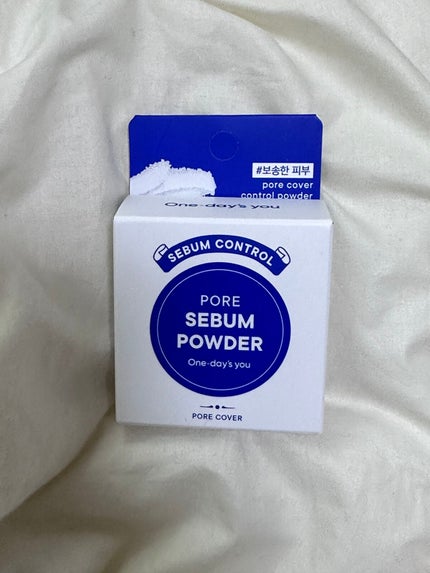 #보송한 피부
pore cover
control powder
One-day's you
SEBUM CONTROL
PORE
SEBUM
POWDER
One-day's you
PORE COVER